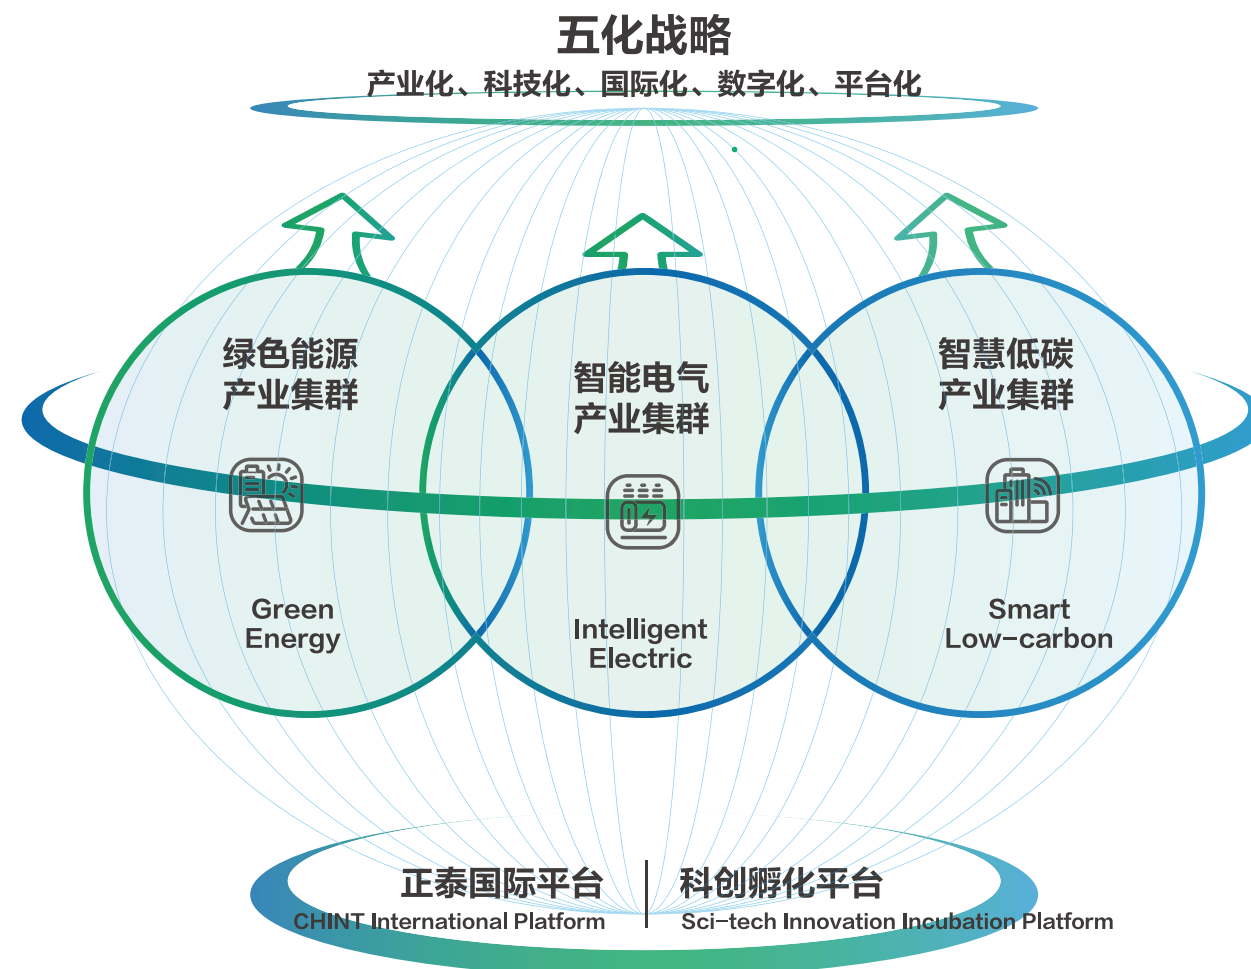 五化战略
产业化、科技化、国际化、数字化、平台化
绿色能源
产业集群
Green
Energy
智能电气
产业集群
Intelligent
Electric
智慧低碳
产业集群
Smart
Low-carbon
正泰国际平台
CHINT International Platform
科创孵化平台
Sci-tech Innovation Incubation Platform